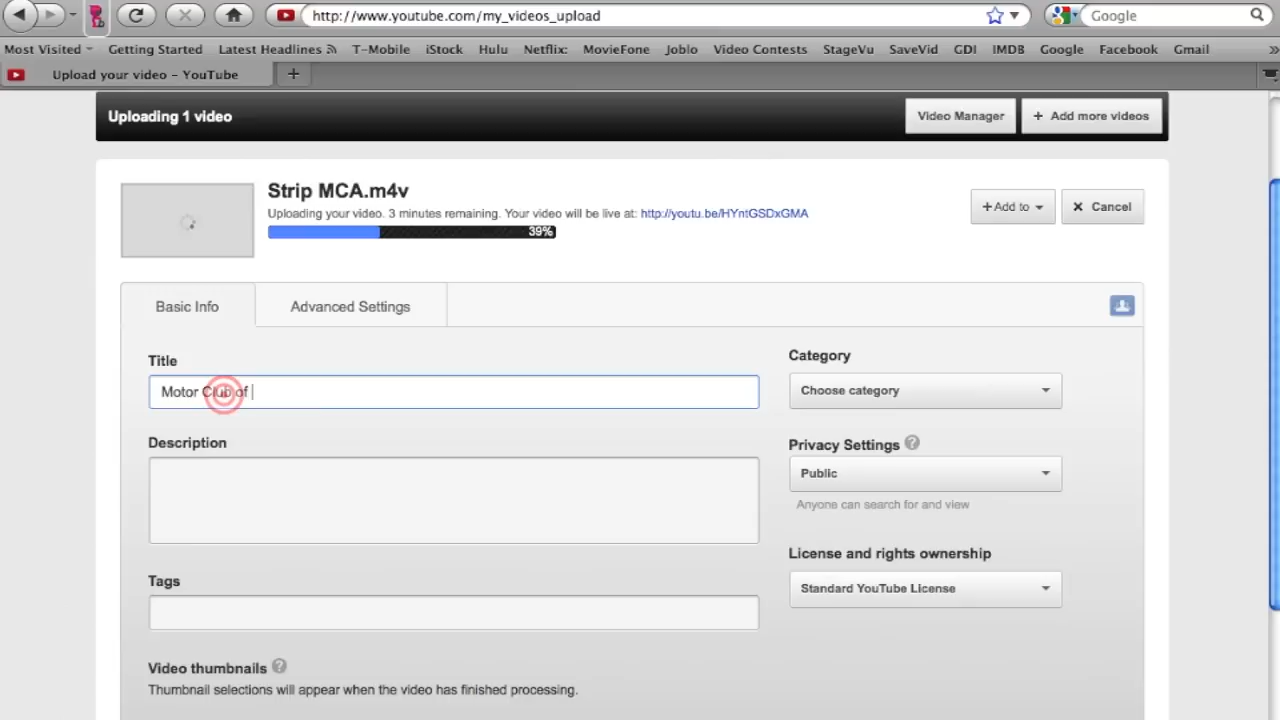 http://www.youtube.com/my_videos_upload
Google
Most Visited Getting Started Latest Headlines T-Mobile iStock Hulu Netflix: MovieFone Joblo Video Contests StageVu SaveVid GDI IMDB Google Facebook Gmail »
Upload your video – YouTube +
Uploading 1 video
Video Manager
+ Add more videos
Strip MCA.m4v
Uploading your video. 3 minutes remaining. Your video will be live at: http://youtu.be/HYntGSDxGMA
39%
+Add to
× Cancel
Basic Info
Advanced Settings
Title
Motor Club of
Description
Tags
Video thumbnails ?
Thumbnail selections will appear when the video has finished processing.
Category
Choose category
Privacy Settings ?
Public
Anyone can search for and view
License and rights ownership
Standard YouTube License